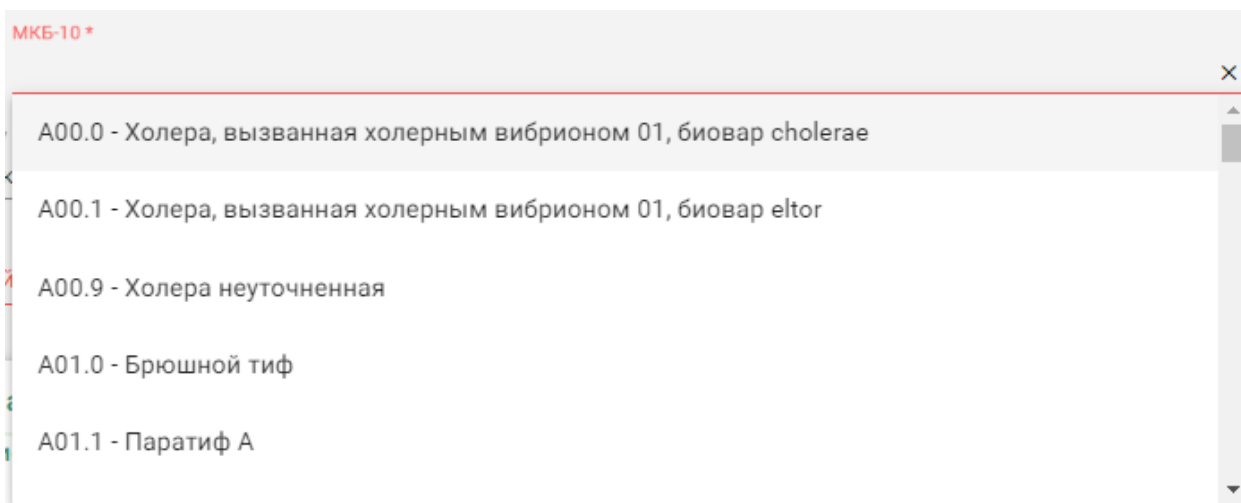 МКБ-10 *
A00.0 - Холера, вызванная холерным вибрионом 01, биовар cholerae
A00.1 - Холера, вызванная холерным вибрионом 01, биовар eltor
A00.9 - Холера неуточненная
A01.0 - Брюшной тиф
A01.1 - Паратиф A